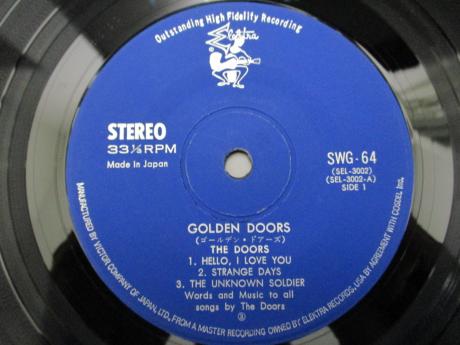 Outstanding High Fidelity Recording
Elektra
STEREO
33⅓ RPM
Made in Japan
SWG-64
(SEL-3002)
(SEL-3002-A)
SIDE 1
GOLDEN DOORS
(ゴールデン・ドアーズ)
THE DOORS
1. HELLO, I LOVE YOU
2. STRANGE DAYS
3. THE UNKNOWN SOLDIER
Words and Music to all
songs by The Doors
MANUFACTURED BY VICTOR COMPANY OF JAPAN, LTD., FROM A MASTER RECORDING OWNED BY ELEKTRA RECORDS, USA BY AGREEMENT WITH COSDEL Inc.